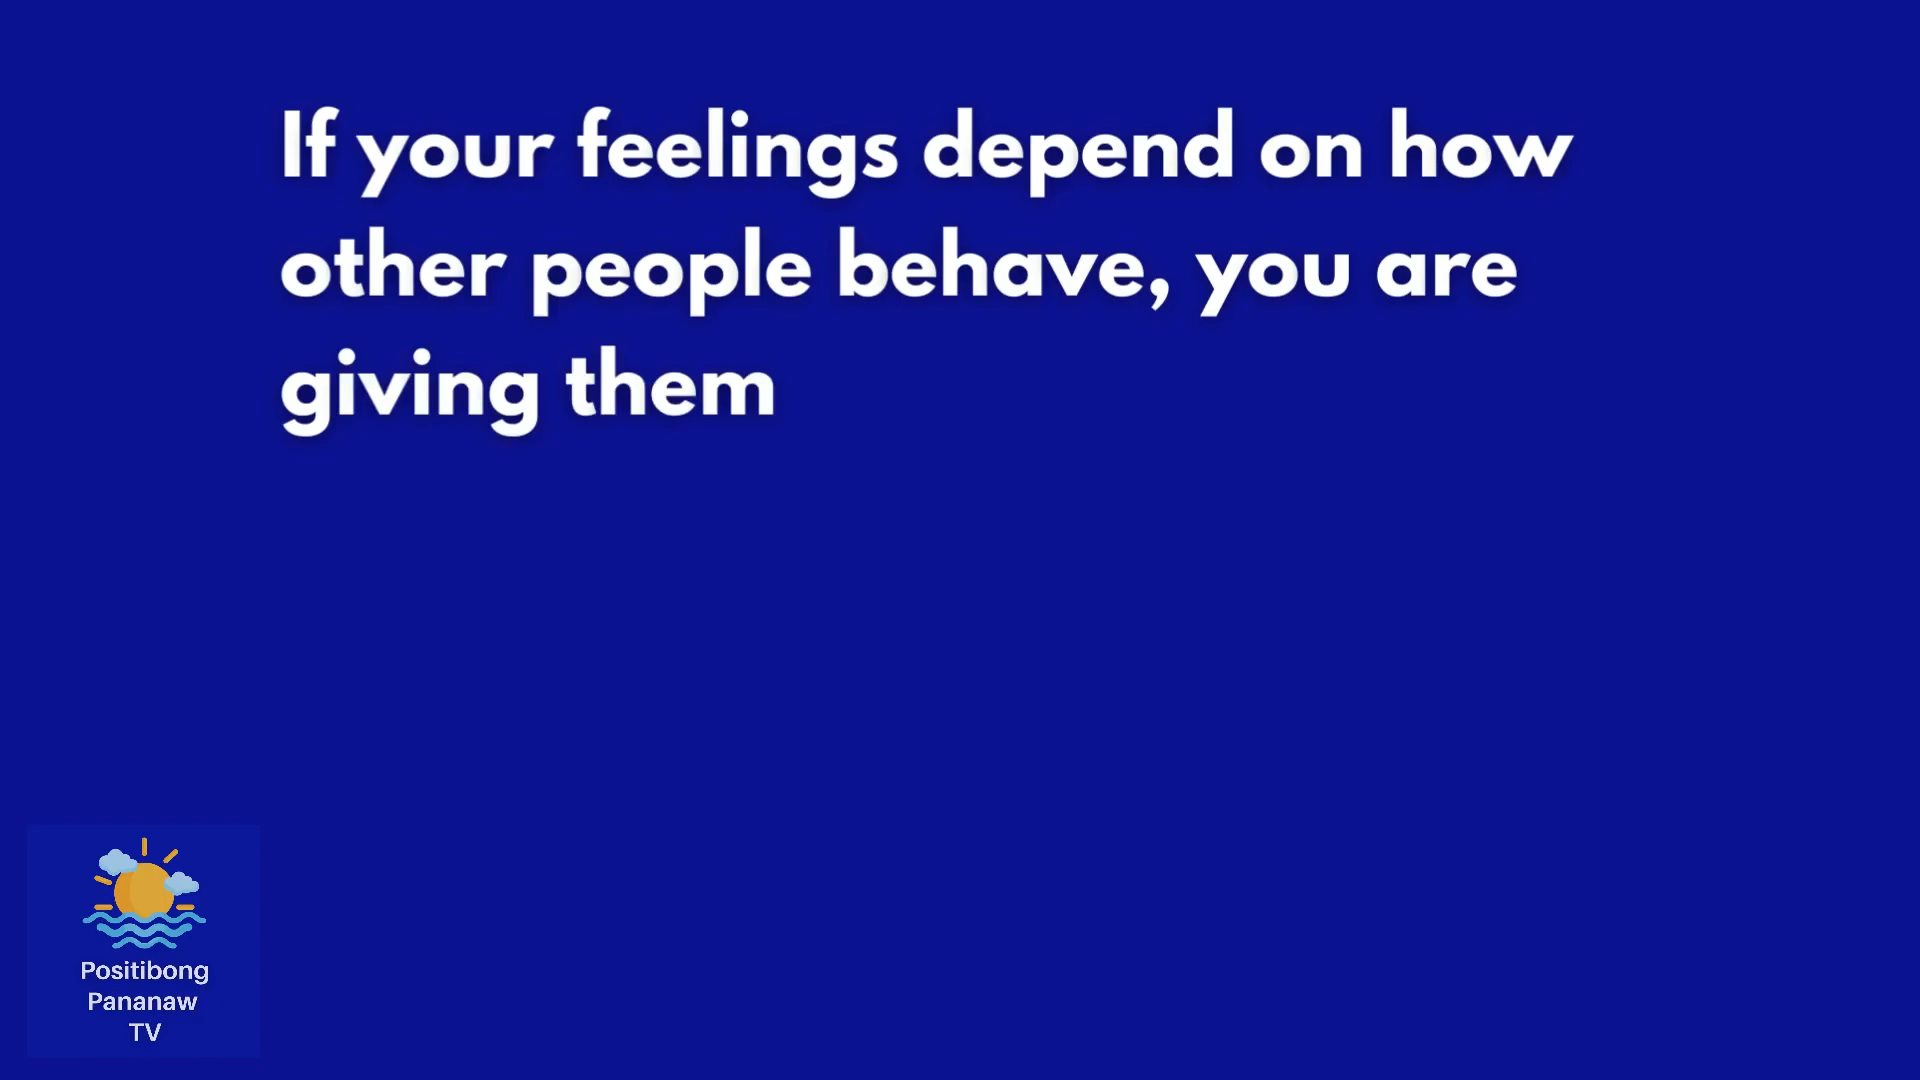 If your feelings depend on how
other people behave, you are
giving them
Positibong
Pananaw
TV